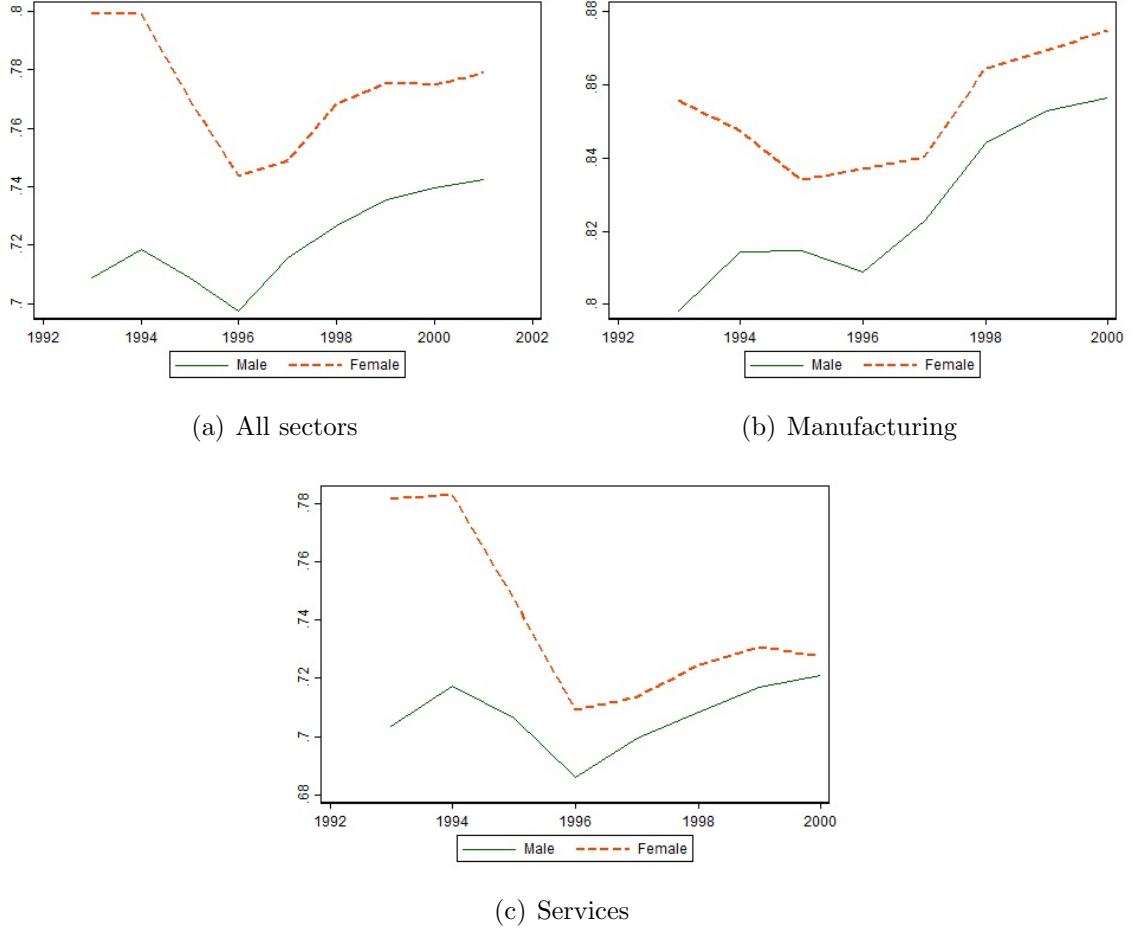 .8
.78
.76
.74
.72
.7
1992 1994 1996 1998 2000 2002
Male Female
(a) All sectors
.88
.86
.84
.82
.8
1992 1994 1996 1998 2000
Male Female
(b) Manufacturing
.78
.76
.74
.72
.7
.68
1992 1994 1996 1998 2000
Male Female
(c) Services